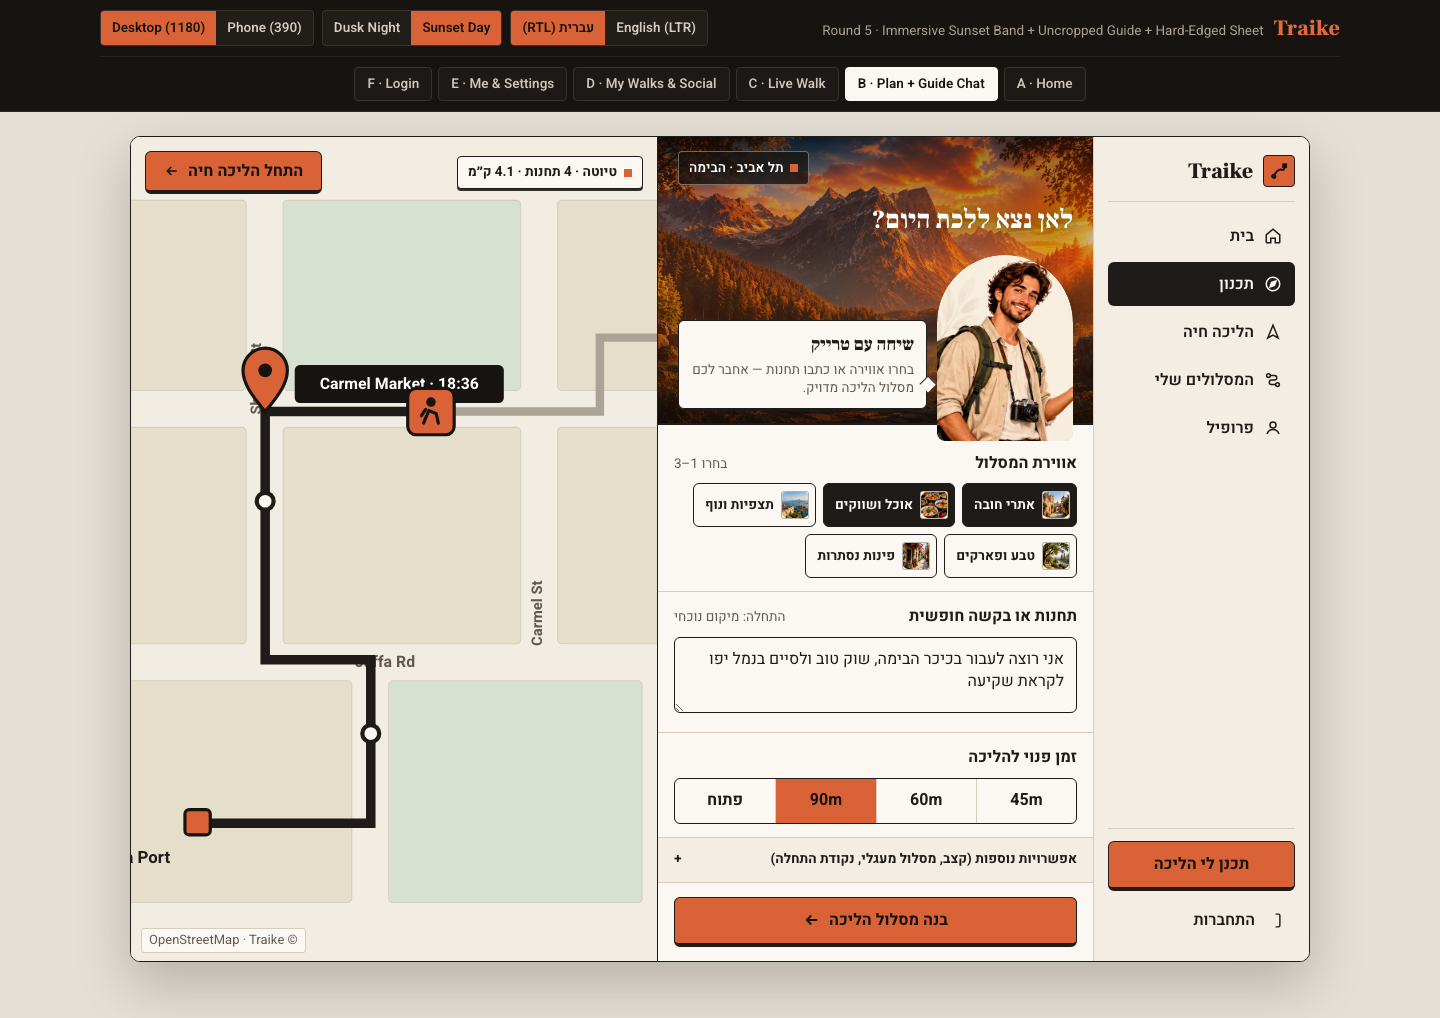 Desktop (1180)
Phone (390)
Dusk Night
Sunset Day
עברית (RTL)
English (LTR)
Round 5 · Immersive Sunset Band + Uncropped Guide + Hard-Edged Sheet
Traike
F · Login
E · Me & Settings
D · My Walks & Social
C · Live Walk
B · Plan + Guide Chat
A · Home
Traike
בית
תכנון
הליכה חיה
המסלולים שלי
פרופיל
תכנן לי הליכה
התחברות
תל אביב · הבימה
לאן נצא ללכת היום?
שיחה עם טרייק
בחרו אווירה או כתבו תחנות — אחבר לכם
מסלול הליכה מדויק.
אווירת המסלול
בחרו 1–3
אתרי חובה
אוכל ושווקים
תצפיות ונוף
טבע ופארקים
פינות נסתרות
תחנות או בקשה חופשית
התחלה: מיקום נוכחי
אני רוצה לעבור בכיכר הבימה, שוק טוב ולסיים בנמל יפו
לקראת שקיעה
זמן פנוי להליכה
45m
60m
90m
פתוח
אפשרויות נוספות (קצב, מסלול מעגלי, נקודת התחלה)
+
בנה מסלול הליכה ←
טיוטה · 4 תחנות · 4.1 ק״מ
התחל הליכה חיה ←
Carmel Market · 18:36
Carmel St
Rd
Port
OpenStreetMap · Traike ©